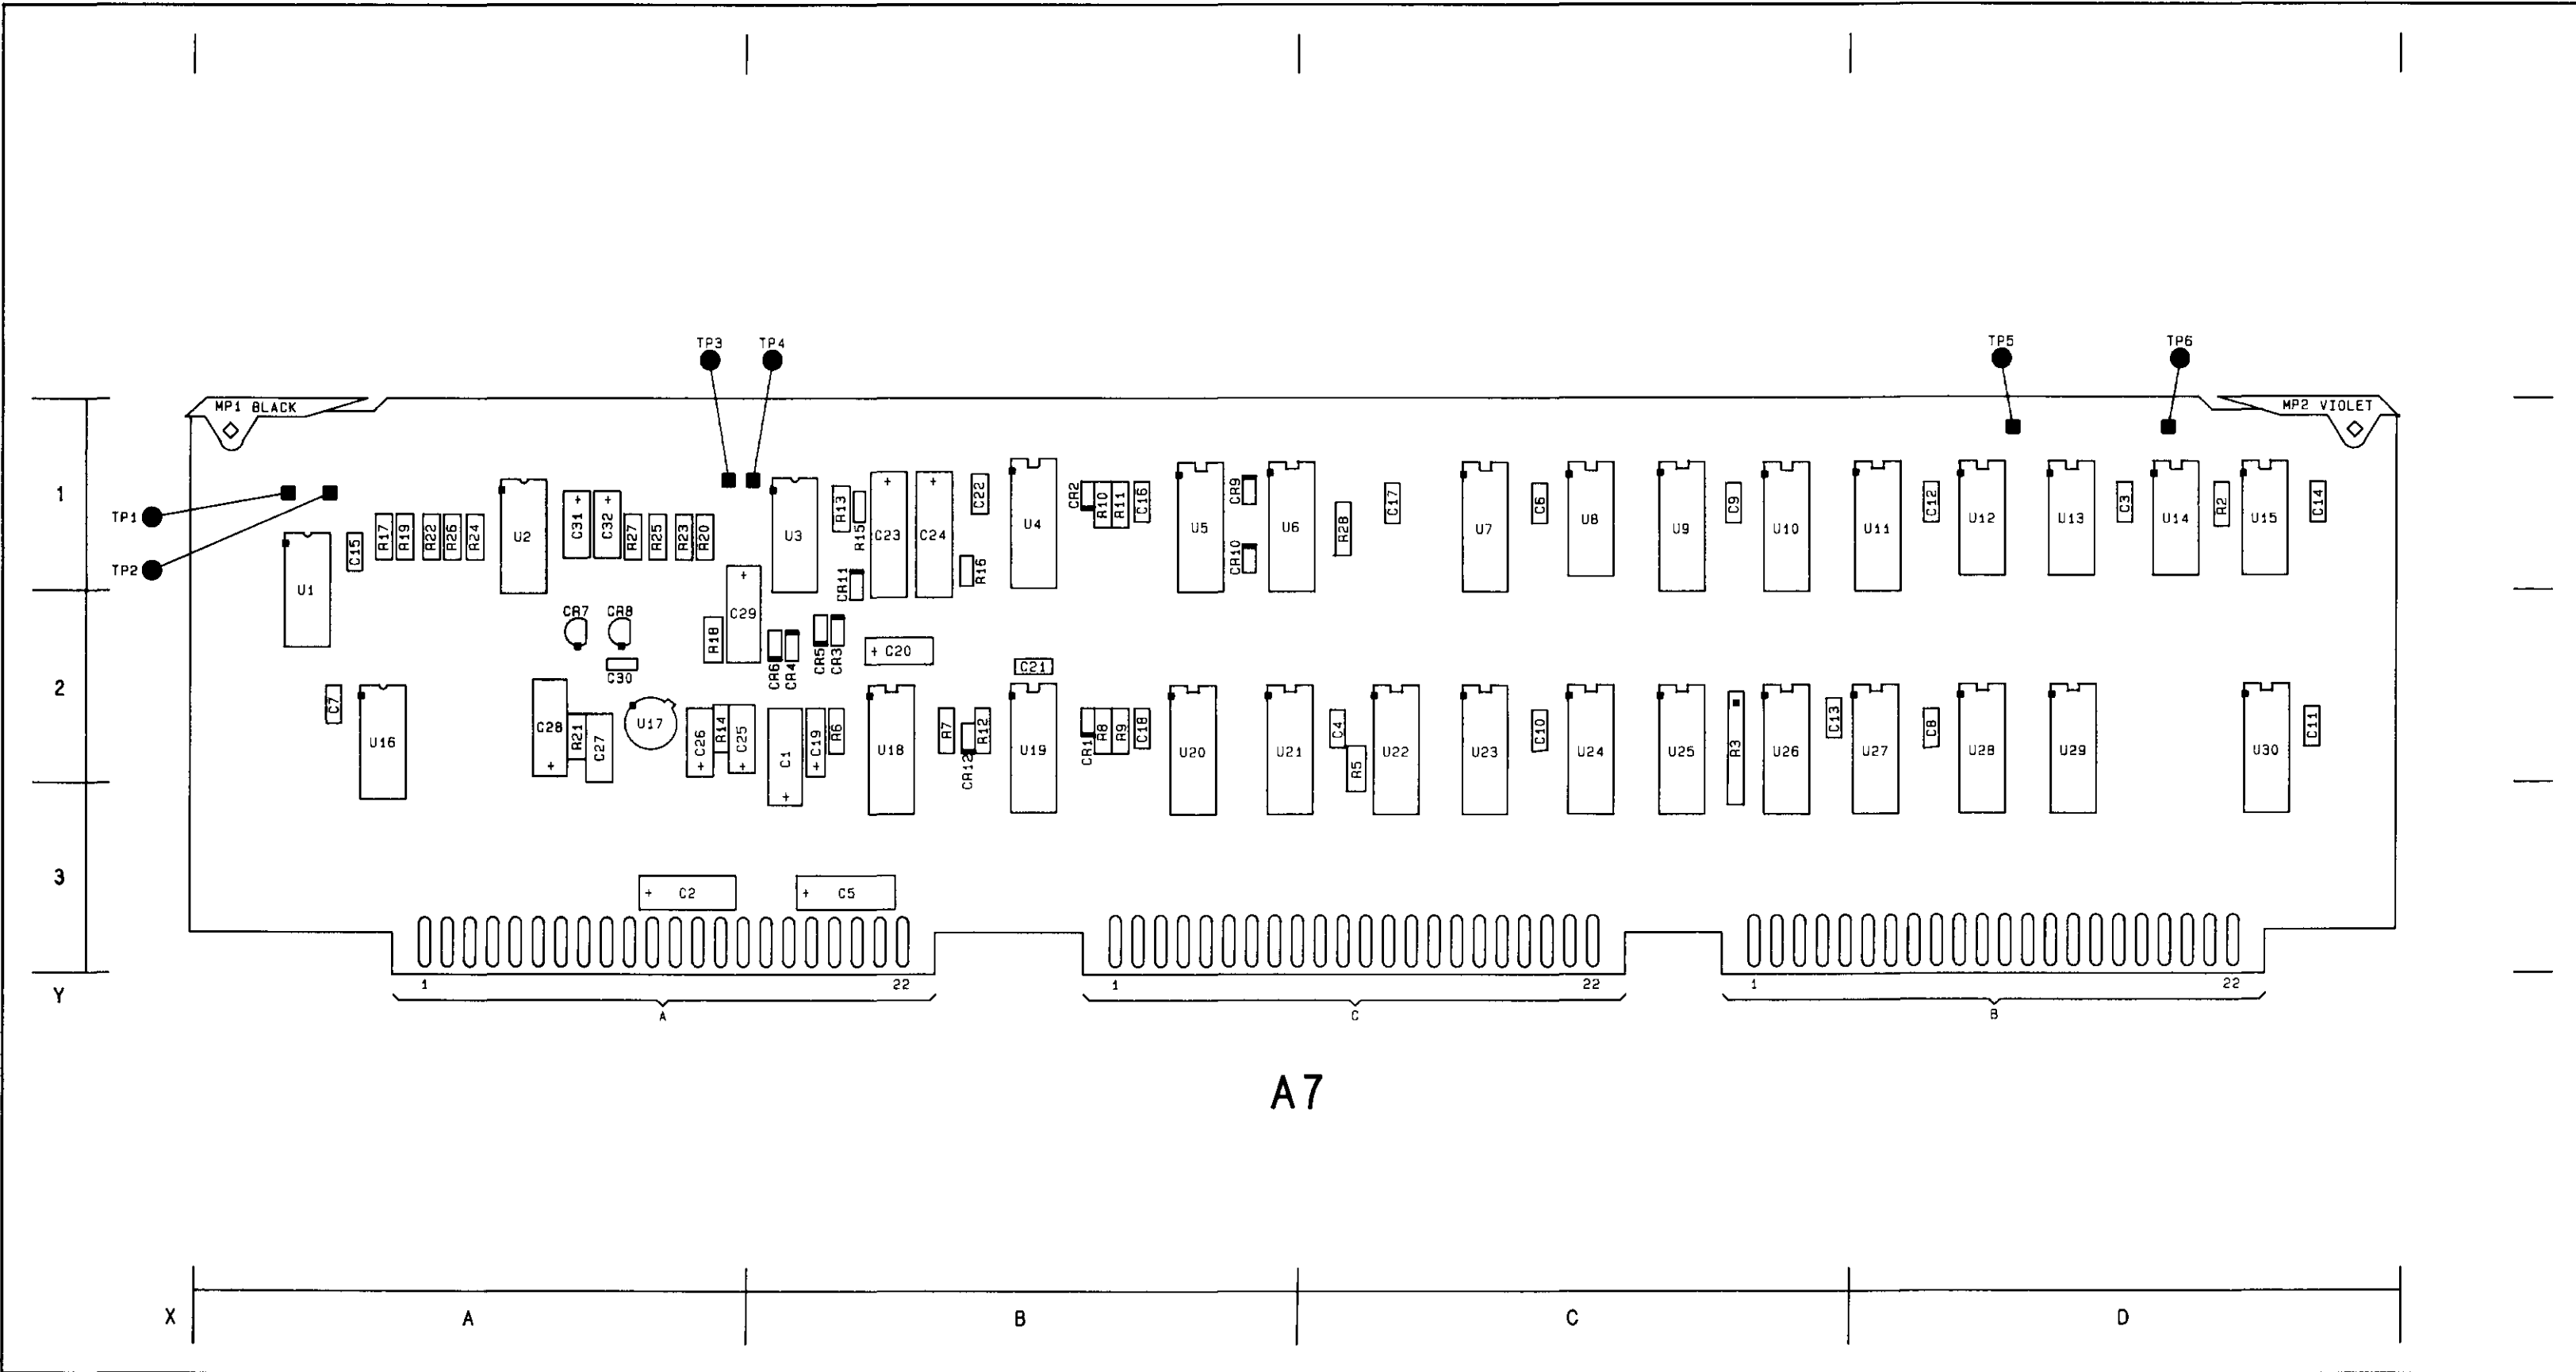 TP3 TP4 TP5 TP6
MP1 BLACK MP2 VIOLET
1
TP1
TP2
U1
C15
R17
R19
R22
R26
R24
U2
C31 +
C32 +
R27
R25
R23
R20
U3
R13
R15
CR11
+ C23
+ C24
C22
R16
U4
CR2
R10
R11
C16
U5
CR9
CR10
U6
R28
C17
U7
C6
U8
U9
C9
U10
U11
C12
U12
U13
C3
U14
R2
U15
C14
2
CR7
CR8
C30
R18
+ C29
CR6
CR4
CR5
CR3
+ C20
C21
C7
U16
C28 +
R21
C27
U17
C26 +
R14
C25 +
C1 +
C19 +
R6
U18
R7
CR12
R12
U19
CR1
R8
R9
C18
U20
U21
C4
R5
U22
U23
C10
U24
U25
R3
U26
C13
U27
C8
U28
U29
U30
C11
3
+ C2
+ C5
Y
1 22 1 22 1 22
A C B
A7
X A B C D